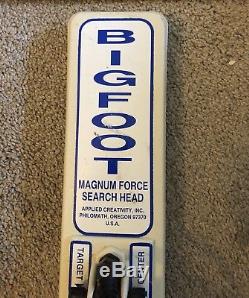 BIGFOOT
MAGNUM FORCE
SEARCH HEAD
APPLIED CREATIVITY, INC.
PHILOMATH, OREGON 97370
U.S.A.
TARGET